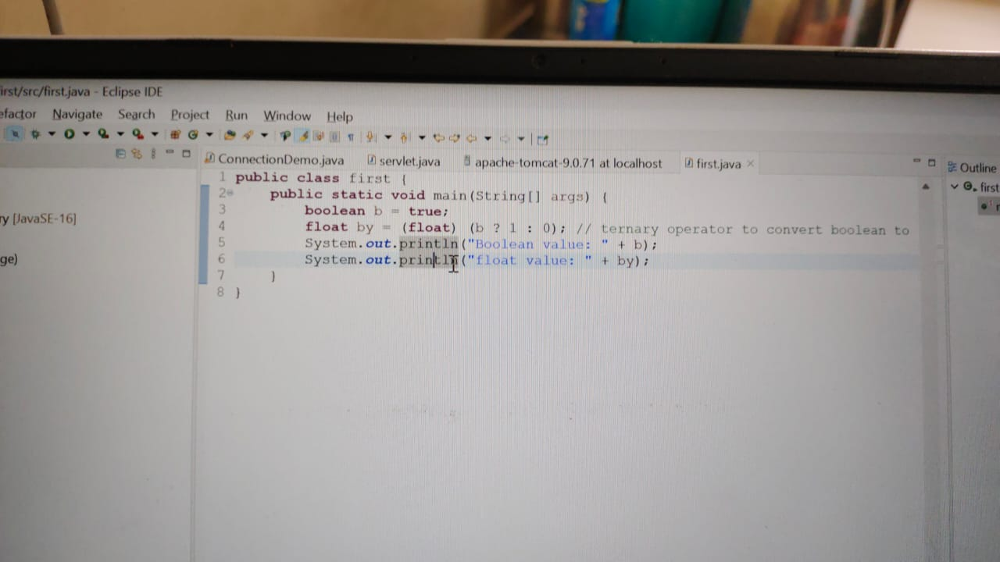 irst/src/first.java - Eclipse IDE
efactor Navigate Search Project Run Window Help
ConnectionDemo.java servlet.java apache-tomcat-9.0.71 at localhost first.java
Outline
first
ry [JavaSE-16]
ge)
1 public class first {
2 public static void main(String[] args) {
3 boolean b = true;
4 float by = (float) (b ? 1 : 0); // ternary operator to convert boolean to
5 System.out.println("Boolean value: " + b);
6 System.out.println("float value: " + by);
7 }
8 }